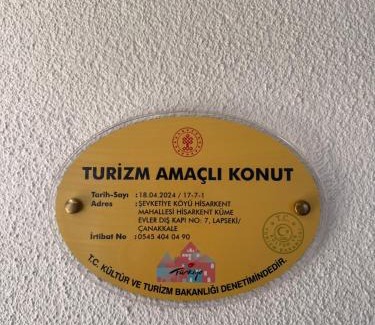 TURİZM AMAÇLI KONUT
Tarih-Sayı : 18.04.2024 / 17-7-1
Adres : ŞEVKETİYE KÖYÜ HİSARKENT
MAHALLESİ HİSARKENT KÜME
EVLER DIŞ KAPI NO: 7, LAPSEKİ/
ÇANAKKALE
İrtibat No : 0545 404 04 90
Türkiye
T.C. KÜLTÜR VE TURİZM BAKANLIĞI DENETİMİNDEDİR.